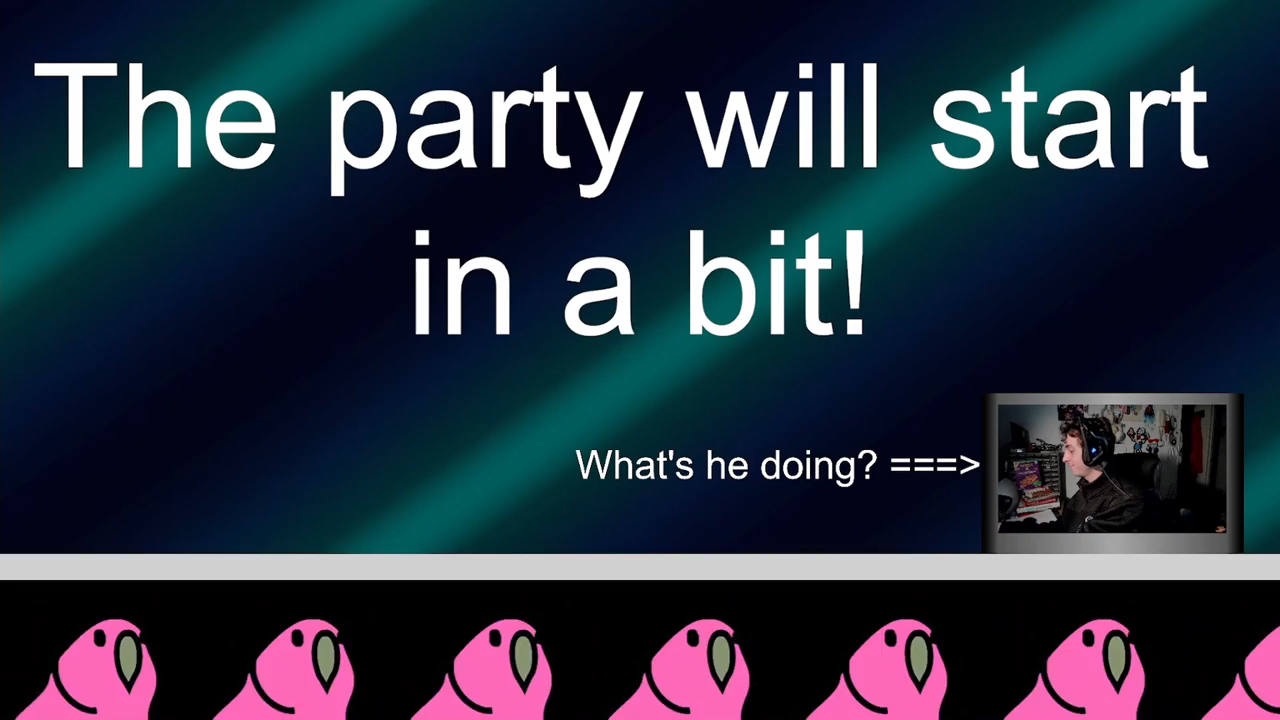 The party will start
in a bit!
What's he doing? ===>